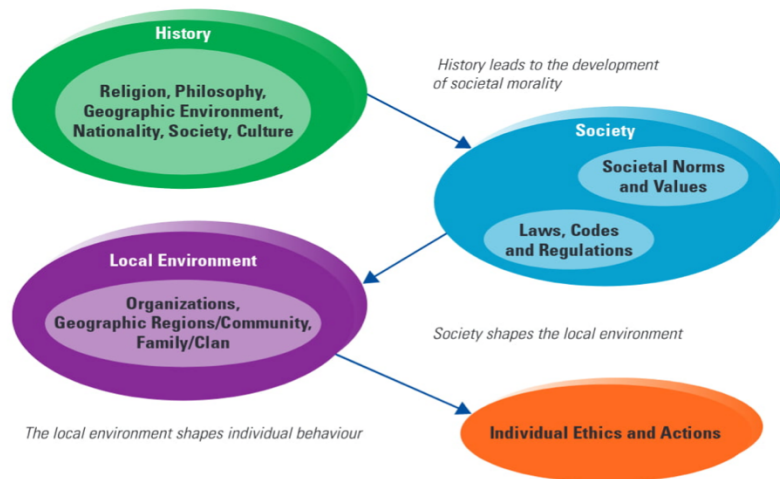 History
Religion, Philosophy,
Geographic Environment,
Nationality, Society, Culture
History leads to the development
of societal morality
Society
Societal Norms
and Values
Laws, Codes
and Regulations
Local Environment
Organizations,
Geographic Regions/Community,
Family/Clan
Society shapes the local environment
The local environment shapes individual behaviour
Individual Ethics and Actions